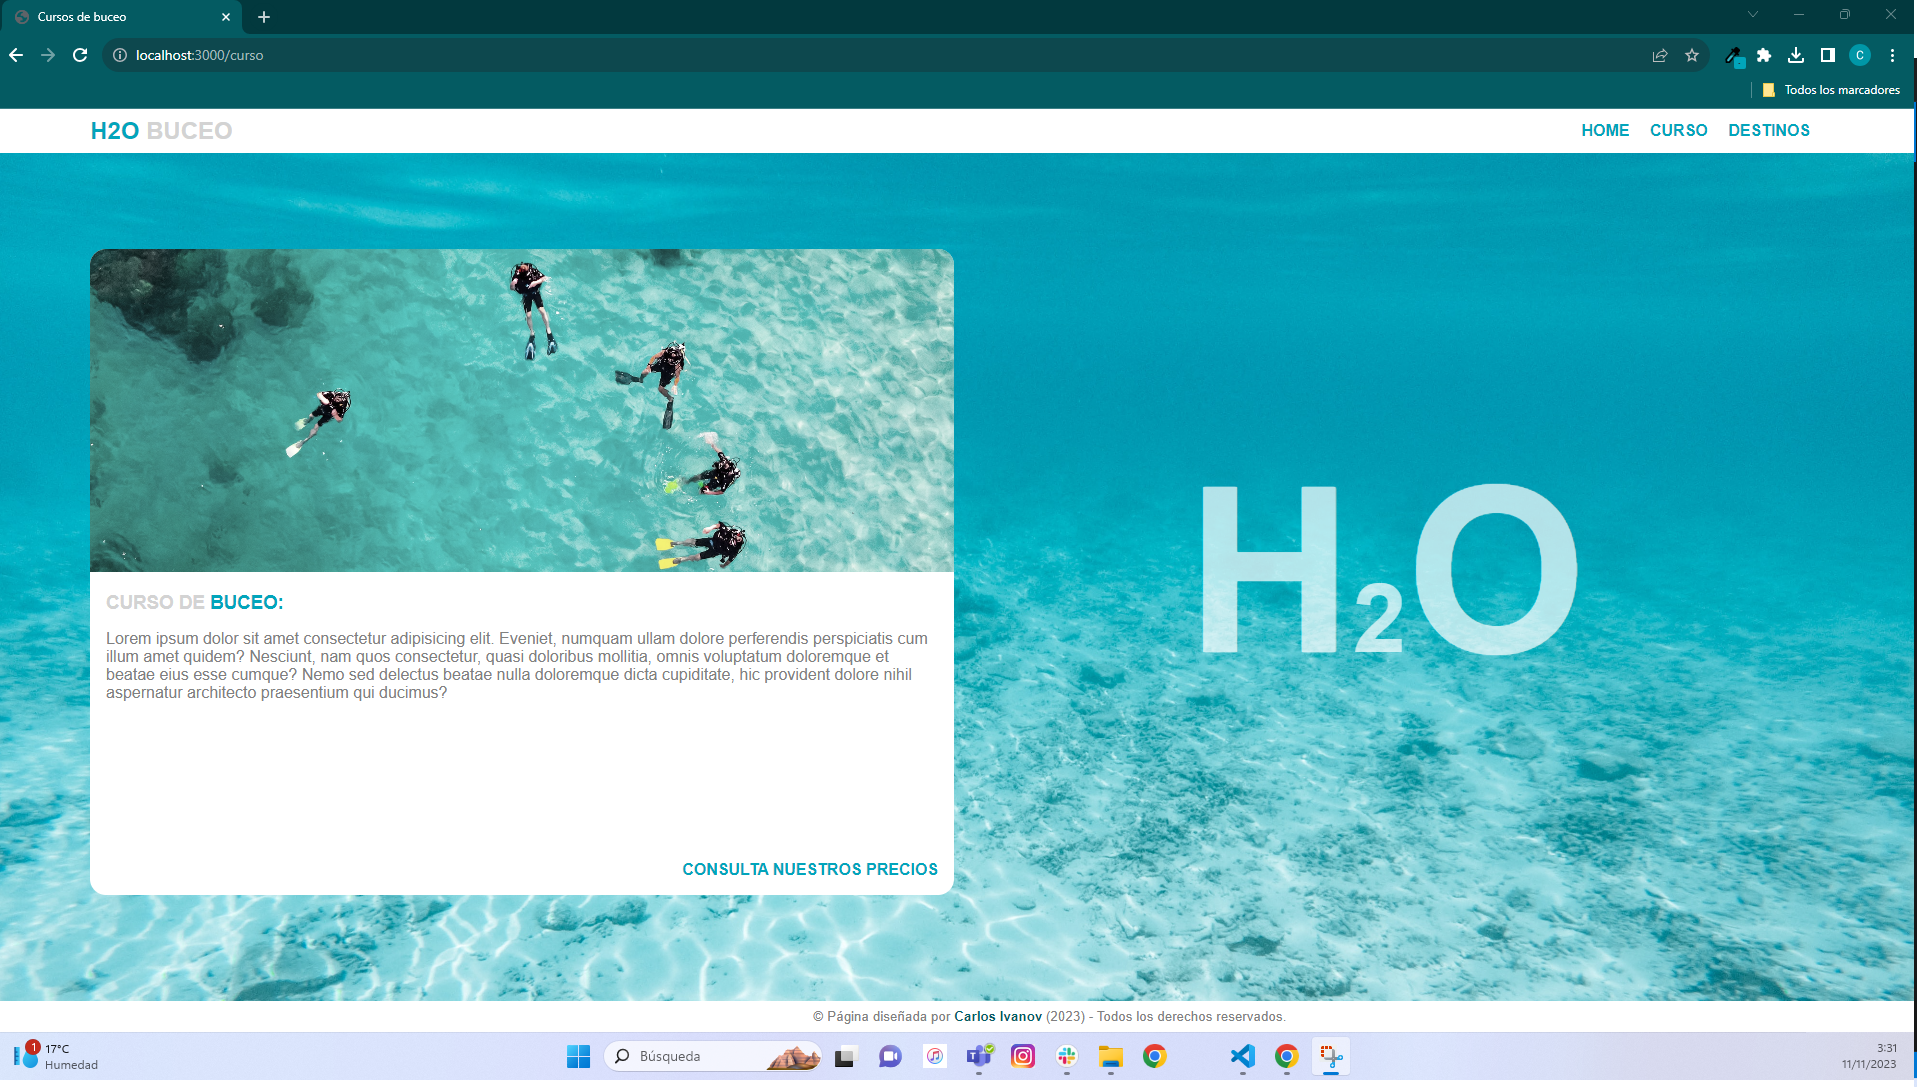 Cursos de buceo
localhost:3000/curso
C
Todos los marcadores
H2O BUCEO
HOME CURSO DESTINOS
H2O
CURSO DE BUCEO:
Lorem ipsum dolor sit amet consectetur adipisicing elit. Eveniet, numquam ullam dolore perferendis perspiciatis cum
illum amet quidem? Nesciunt, nam quos consectetur, quasi doloribus mollitia, omnis voluptatum doloremque et
beatae eius esse cumque? Nemo sed delectus beatae nulla doloremque dicta cupiditate, hic provident dolore nihil
aspernatur architecto praesentium qui ducimus?
CONSULTA NUESTROS PRECIOS
© Página diseñada por Carlos Ivanov (2023) - Todos los derechos reservados.
1
17°C
Humedad
Búsqueda
3:31
11/11/2023